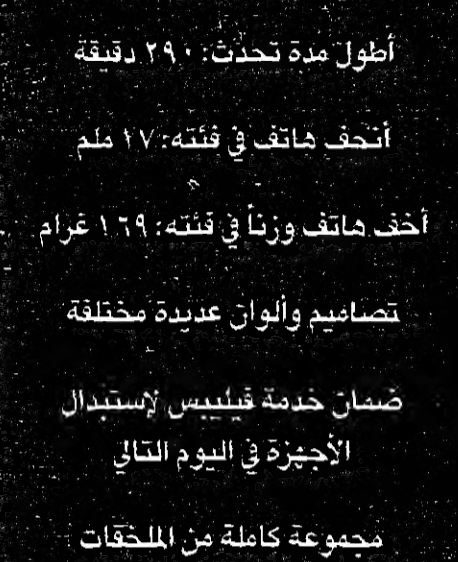 أطول مدة تحدث: ٢٩٠ دقيقة
أنحف هاتف في فئته: ١٧ ملم
أخف هاتف وزناً في فئته: ١٦٩ غرام
تصاميم وألوان عديدة مختلفة
ضمان خدمة فيليبس لإستبدال
الأجهزة في اليوم التالي
مجموعة كاملة من الملحقات